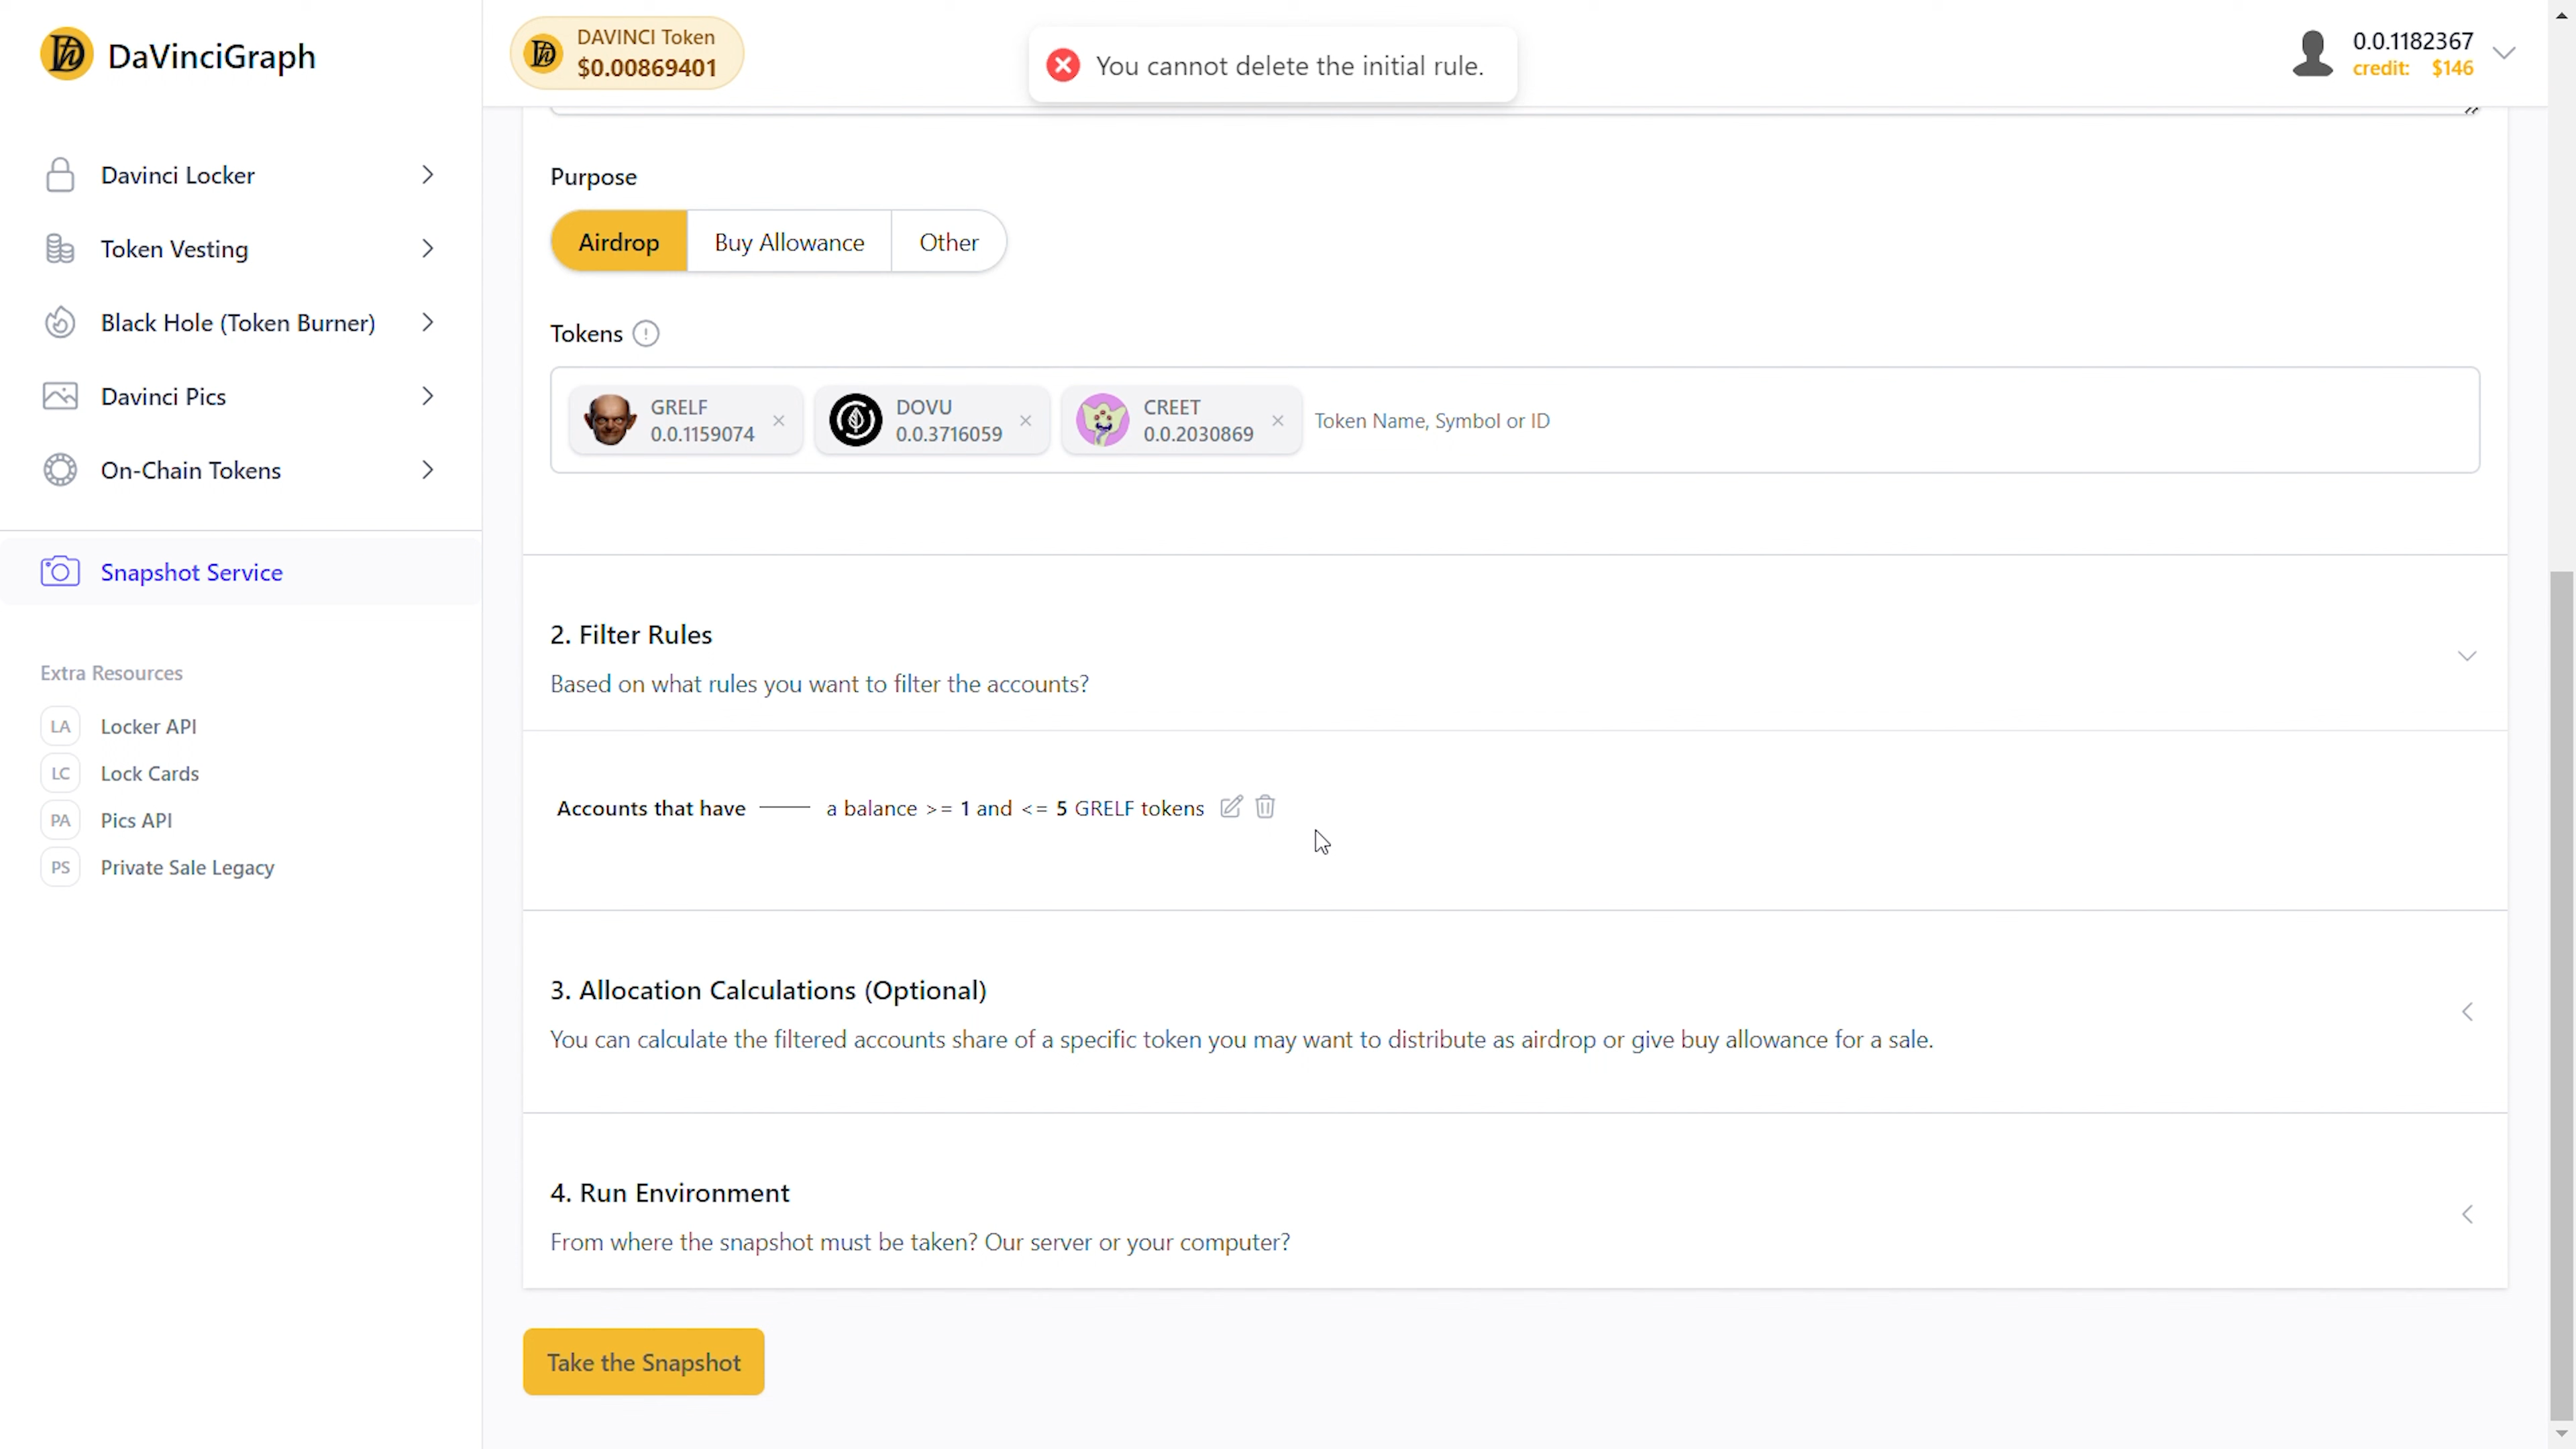 DaVinciGraph
DAVINCI Token
$0.00869401
You cannot delete the initial rule.
0.0.1182367
credit: $146
Davinci Locker
Token Vesting
Black Hole (Token Burner)
Davinci Pics
On-Chain Tokens
Snapshot Service
Extra Resources
LA Locker API
LC Lock Cards
PA Pics API
PS Private Sale Legacy
Purpose
Airdrop Buy Allowance Other
Tokens
GRELF
0.0.1159074
DOVU
0.0.3716059
CREET
0.0.2030869
Token Name, Symbol or ID
2. Filter Rules
Based on what rules you want to filter the accounts?
Accounts that have a balance >= 1 and <= 5 GRELF tokens
3. Allocation Calculations (Optional)
You can calculate the filtered accounts share of a specific token you may want to distribute as airdrop or give buy allowance for a sale.
4. Run Environment
From where the snapshot must be taken? Our server or your computer?
Take the Snapshot